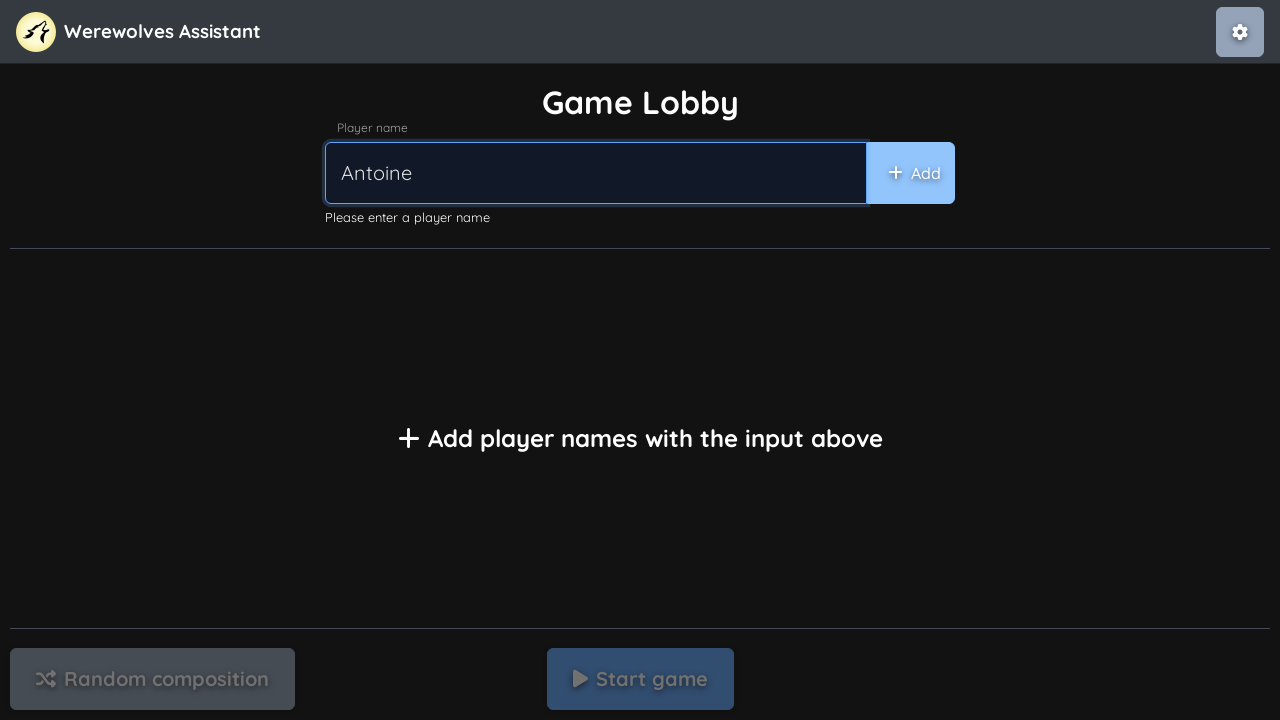 Werewolves Assistant
Game Lobby
Player name
Antoine
Add
Please enter a player name
Add player names with the input above
Random composition
Start game